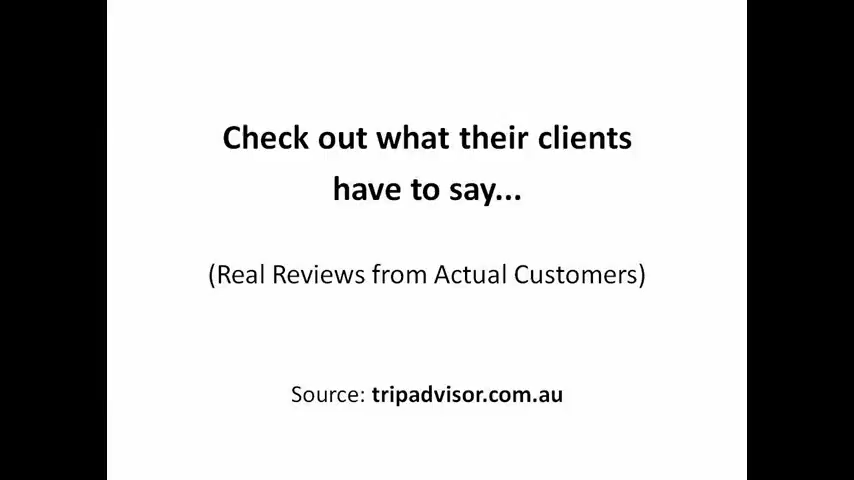 Check out what their clients
have to say...
(Real Reviews from Actual Customers)
Source: tripadvisor.com.au